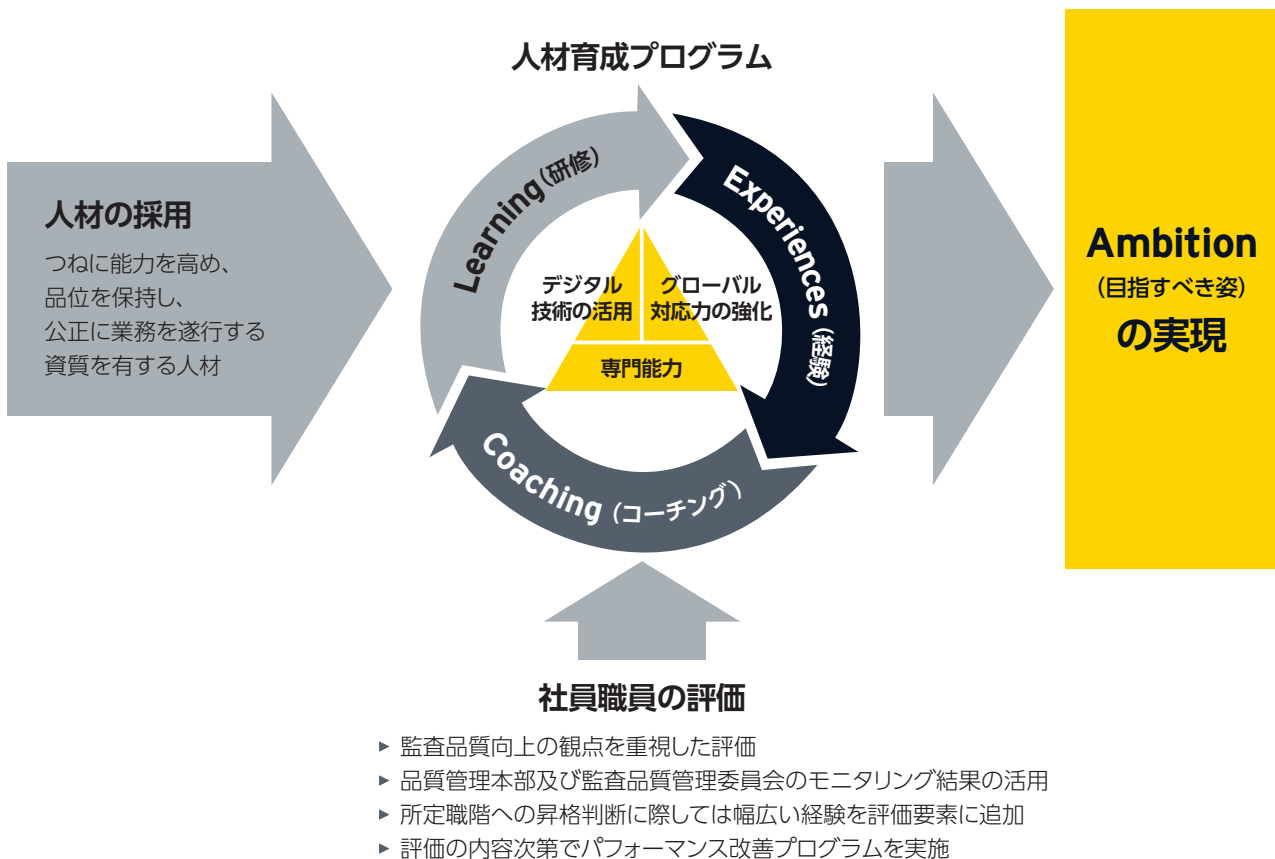 人材育成プログラム
人材の採用
つねに能力を高め、
品位を保持し、
公正に業務を遂行する
資質を有する人材
Learning(研修)
Experiences(経験)
Coaching(コーチング)
デジタル
技術の活用
グローバル
対応力の強化
専門能力
Ambition
(目指すべき姿)
の実現
社員職員の評価
▶ 監査品質向上の観点を重視した評価
▶ 品質管理本部及び監査品質管理委員会のモニタリング結果の活用
▶ 所定職階への昇格判断に際しては幅広い経験を評価要素に追加
▶ 評価の内容次第でパフォーマンス改善プログラムを実施